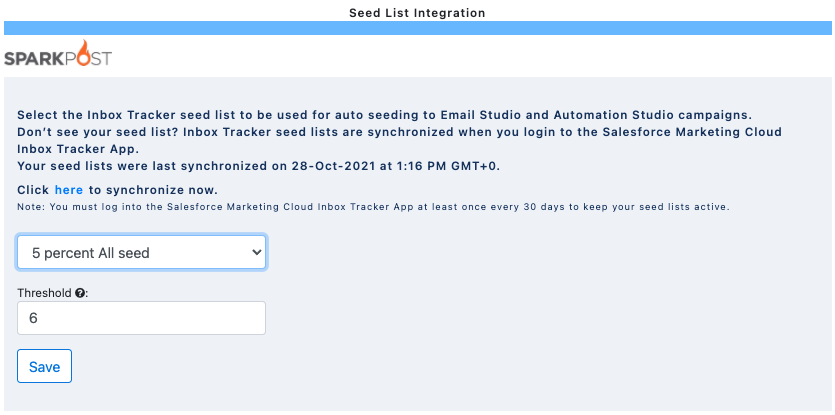 Seed List Integration
SPARKPOST
Select the Inbox Tracker seed list to be used for auto seeding to Email Studio and Automation Studio campaigns.
Don't see your seed list? Inbox Tracker seed lists are synchronized when you login to the Salesforce Marketing Cloud
Inbox Tracker App.
Your seed lists were last synchronized on 28-Oct-2021 at 1:16 PM GMT+0.
Click here to synchronize now.
Note: You must log into the Salesforce Marketing Cloud Inbox Tracker App at least once every 30 days to keep your seed lists active.
5 percent All seed
Threshold ?:
6
Save